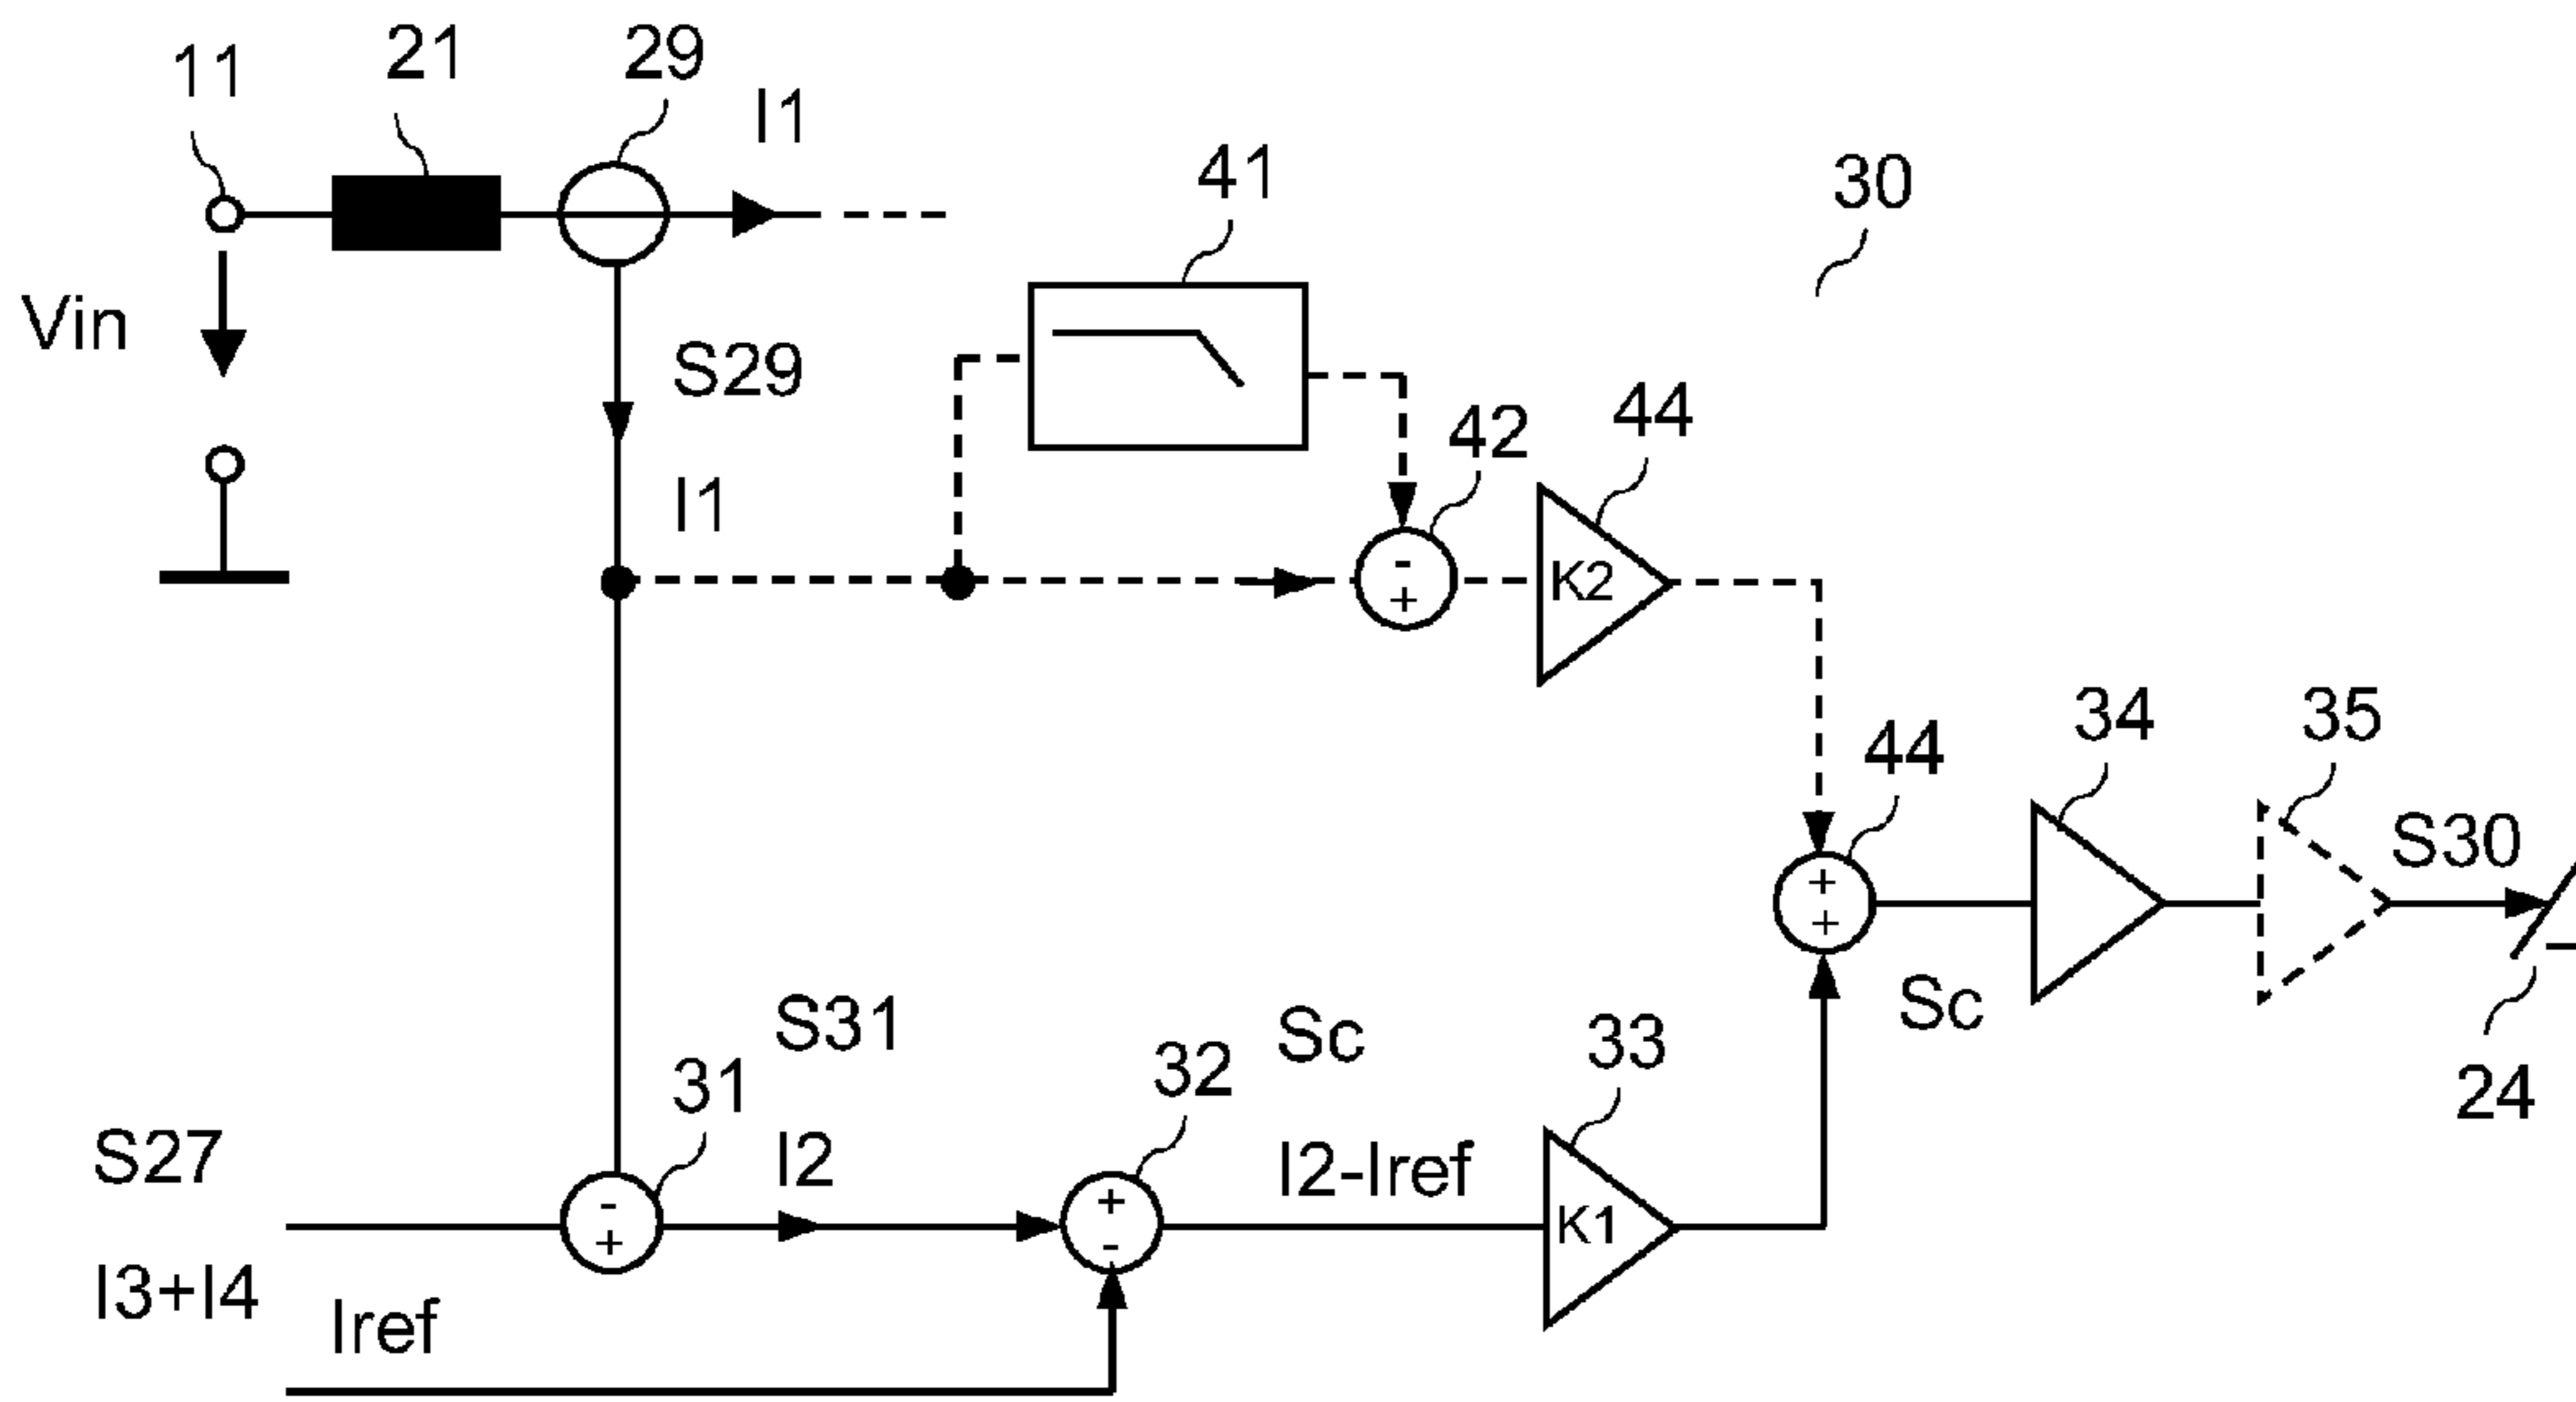 11
21
29
I1
41
30
Vin
S29
42
44
I1
-
+
K2
44
34
35
S30
+
+
Sc
24
S31
31
32
Sc
33
S27
I2
I2-Iref
-
+
+
-
K1
I3+I4
Iref